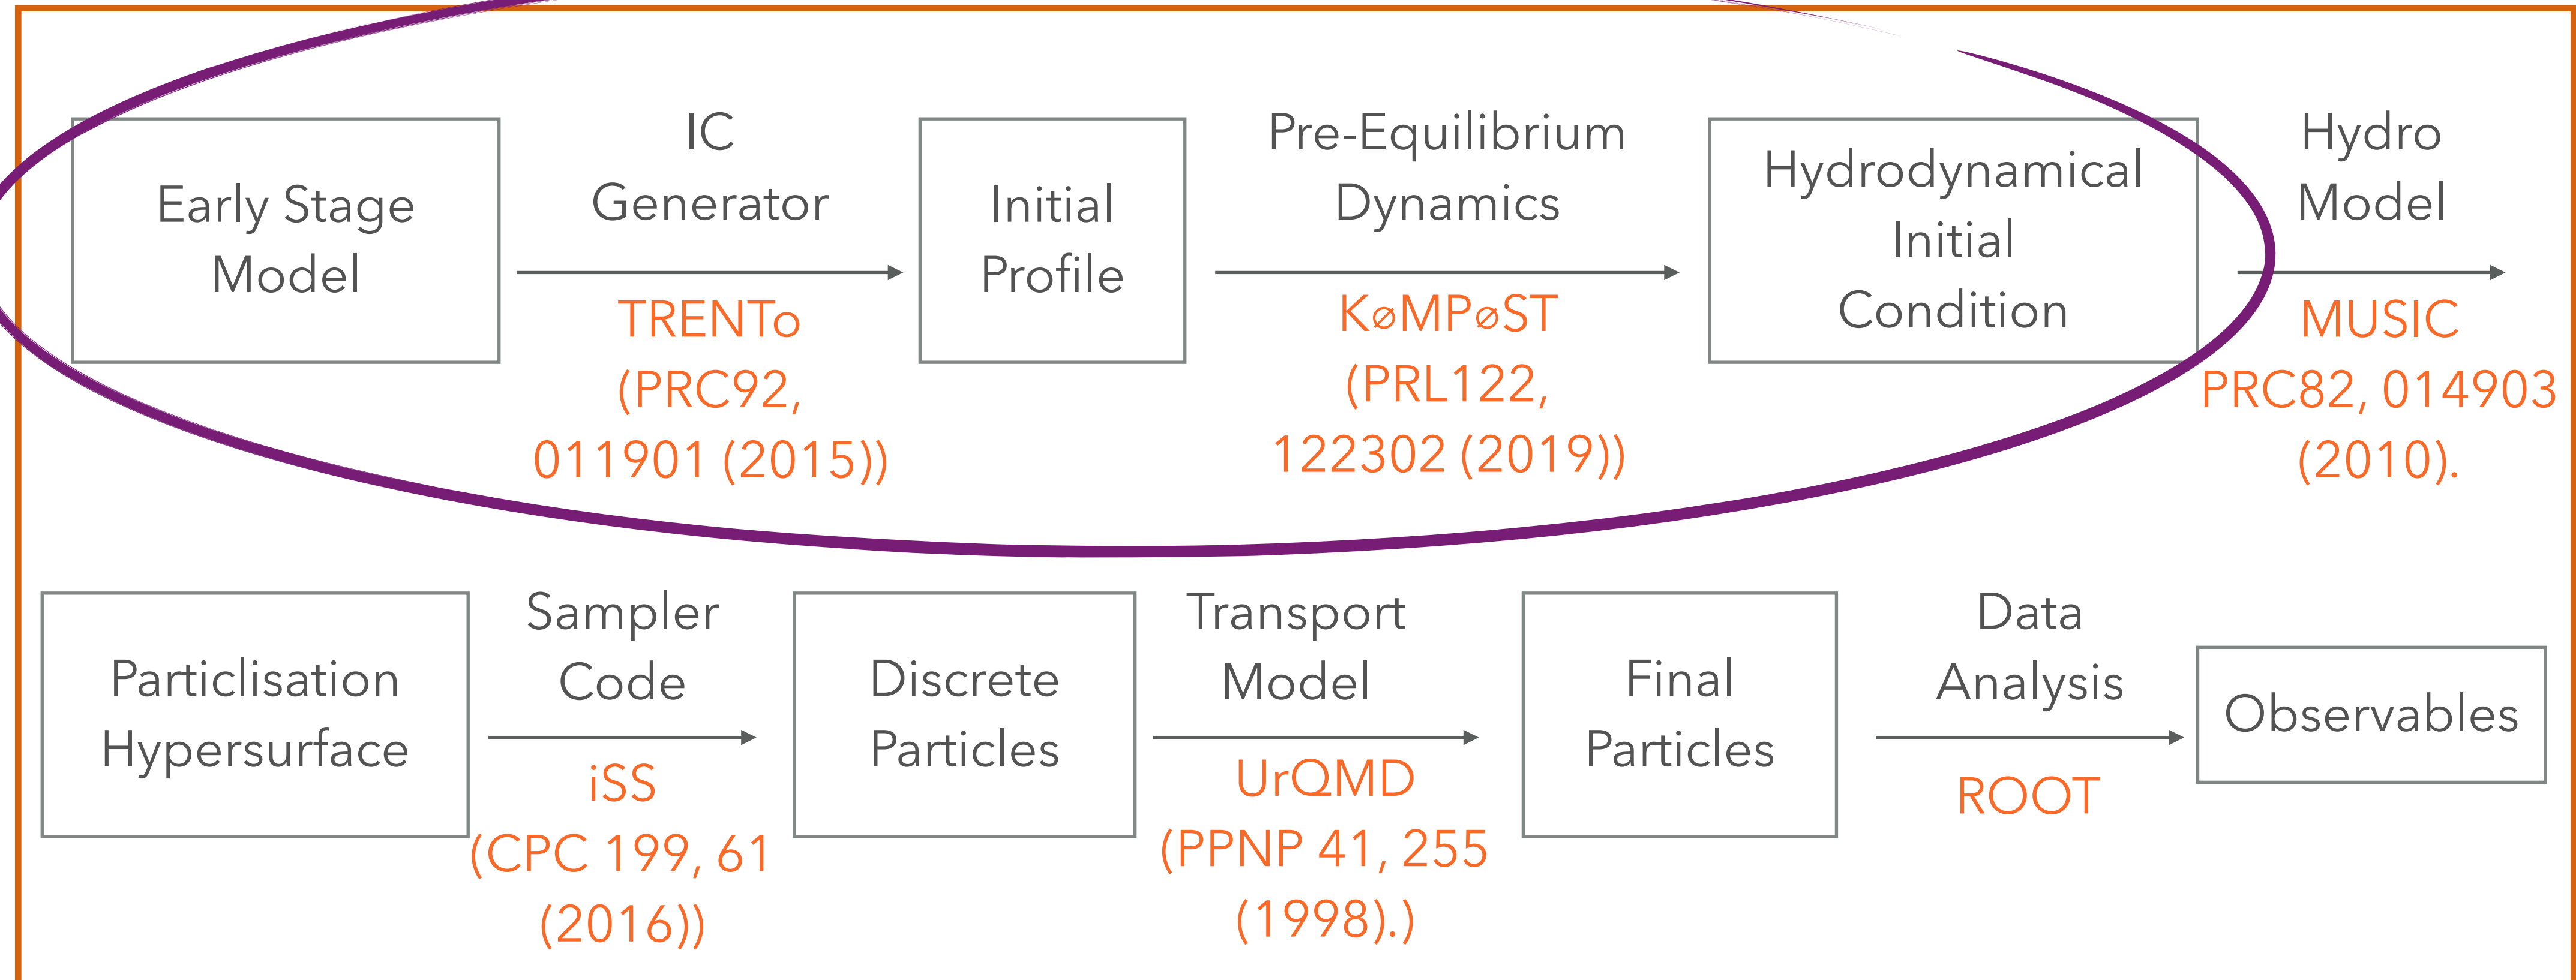 Early Stage
Model
IC
Generator
TRENTo
(PRC92,
011901 (2015))
Initial
Profile
Pre-Equilibrium
Dynamics
KøMPøST
(PRL122,
122302 (2019))
Hydrodynamical
Initial
Condition
Hydro
Model
MUSIC
PRC82, 014903
(2010).
Particlisation
Hypersurface
Sampler
Code
iSS
(CPC 199, 61
(2016))
Discrete
Particles
Transport
Model
UrQMD
(PPNP 41, 255
(1998).)
Final
Particles
Data
Analysis
ROOT
Observables